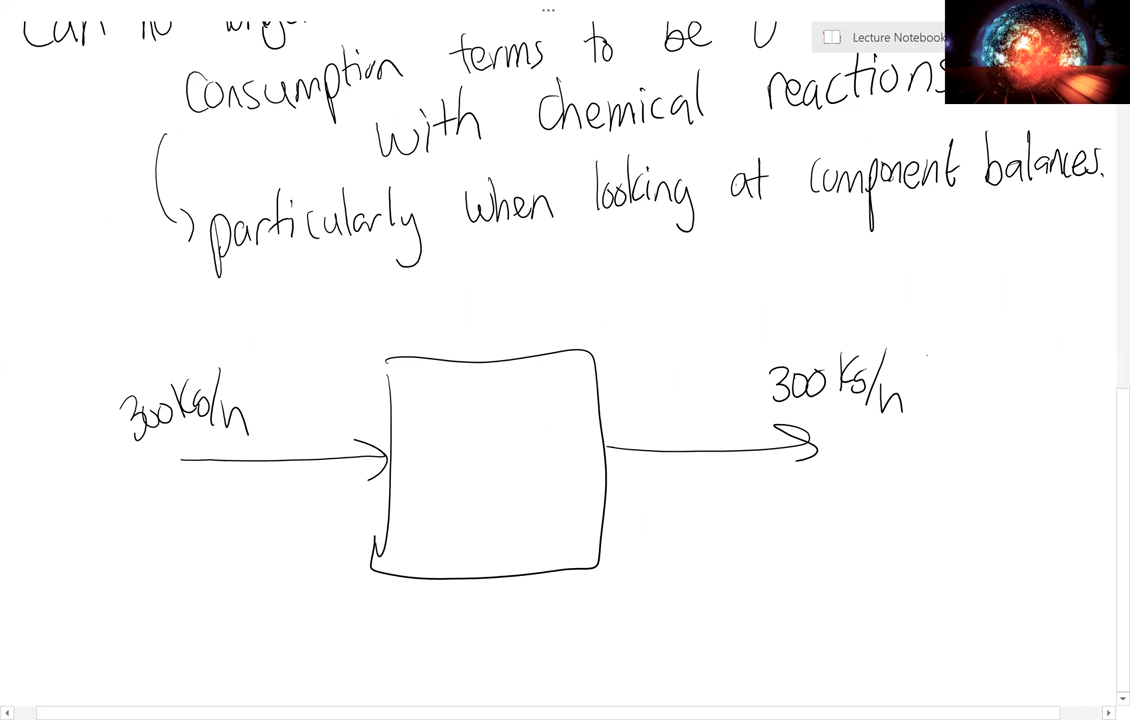 consumption terms to be 0
Lecture Notebook
with chemical reactions
particularly when looking at component balances.
300 Kg/h
300 Kg/h